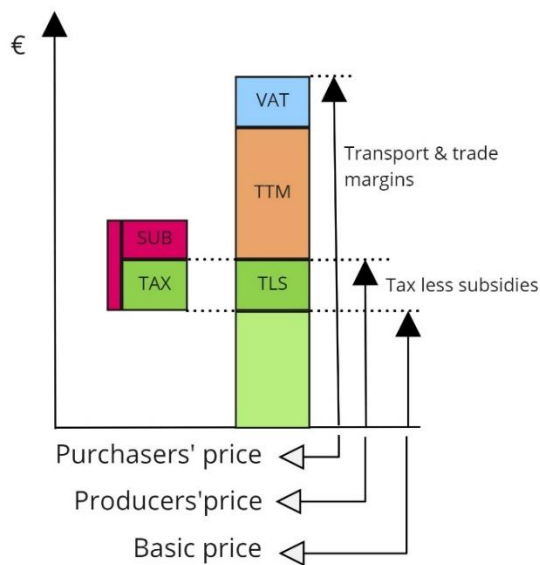 €
VAT
Transport & trade
margins
TTM
SUB
TAX
TLS
Tax less subsidies
Purchasers' price
Producers'price
Basic price